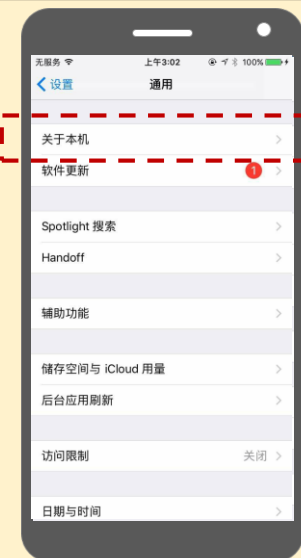 无服务 上午3:02 100%
设置 通用
关于本机
软件更新 1
Spotlight 搜索
Handoff
辅助功能
储存空间与 iCloud 用量
后台应用刷新
访问限制 关闭
日期与时间